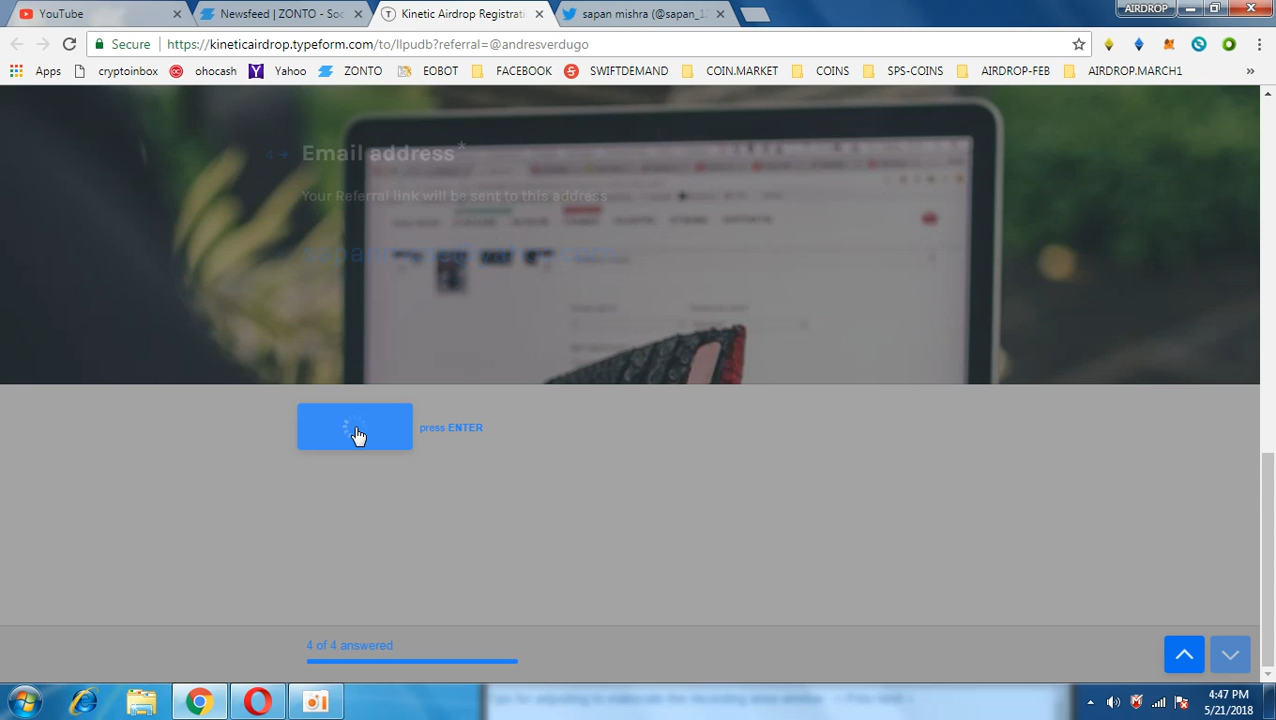 YouTube
Newsfeed | ZONTO - Soc
Kinetic Airdrop Registrati
sapan mishra (@sapan_12
AIRDROP
Secure
https://kineticairdrop.typeform.com/to/llpudb?referral=@andresverdugo
Apps
cryptoinbox
ohocash
Yahoo
ZONTO
EOBOT
FACEBOOK
SWIFTDEMAND
COIN.MARKET
COINS
SPS-COINS
AIRDROP-FEB
AIRDROP.MARCH1
»
4 → Email address*
Your Referral link will be sent to this address
press ENTER
4 of 4 answered
4:47 PM
5/21/2018